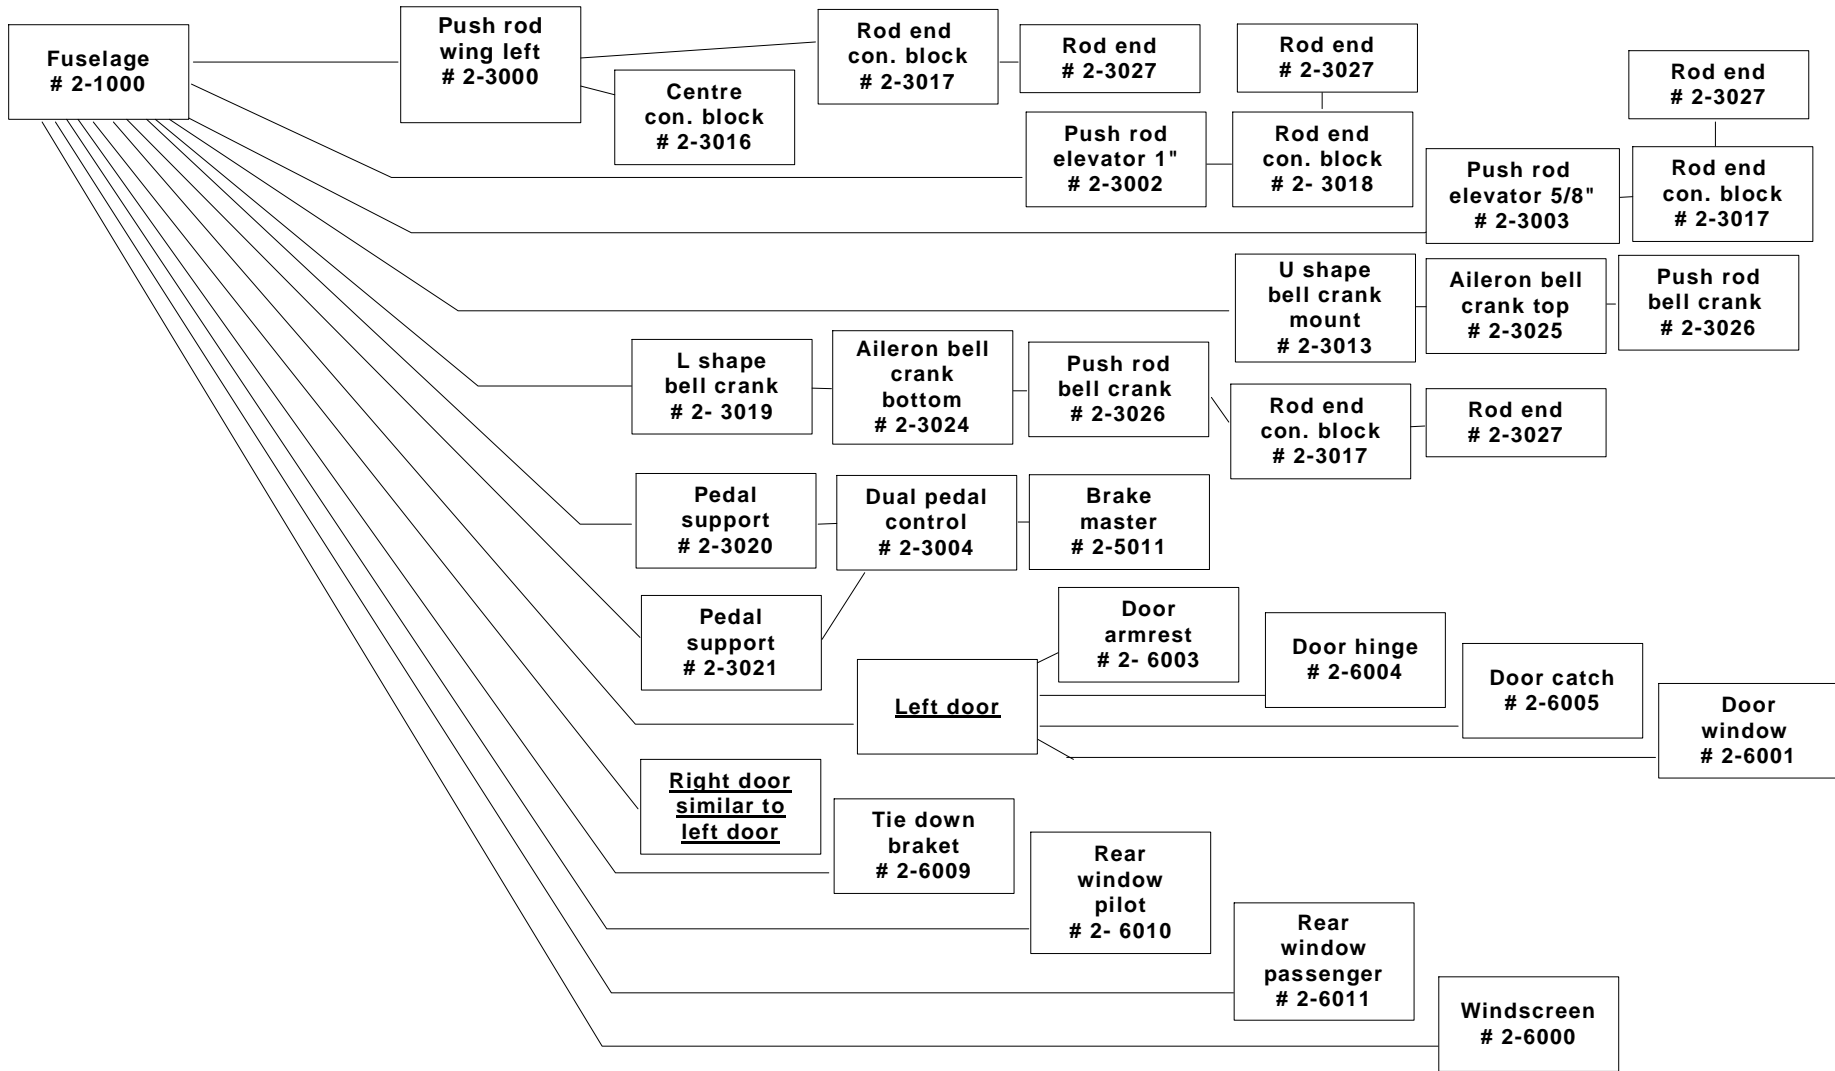 Fuselage
# 2-1000
Push rod
wing left
# 2-3000
Centre
con. block
# 2-3016
Rod end
con. block
# 2-3017
Rod end
# 2-3027
Rod end
# 2-3027
Rod end
# 2-3027
Push rod
elevator 1"
# 2-3002
Rod end
con. block
# 2- 3018
Push rod
elevator 5/8"
# 2-3003
Rod end
con. block
# 2-3017
U shape
bell crank
mount
# 2-3013
Aileron bell
crank top
# 2-3025
Push rod
bell crank
# 2-3026
L shape
bell crank
# 2- 3019
Aileron bell
crank
bottom
# 2-3024
Push rod
bell crank
# 2-3026
Rod end
con. block
# 2-3017
Rod end
# 2-3027
Pedal
support
# 2-3020
Dual pedal
control
# 2-3004
Brake
master
# 2-5011
Pedal
support
# 2-3021
Door
armrest
# 2- 6003
Door hinge
# 2-6004
Door catch
# 2-6005
Door
window
# 2-6001
Left door
Right door
similar to
left door
Tie down
braket
# 2-6009
Rear
window
pilot
# 2- 6010
Rear
window
passenger
# 2-6011
Windscreen
# 2-6000